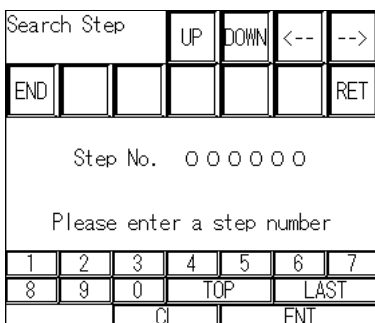 Search Step UP DOWN <-- -->
END RET
Step No. 000000
Please enter a step number
1 2 3 4 5 6 7
8 9 0 TOP LAST
CL ENT